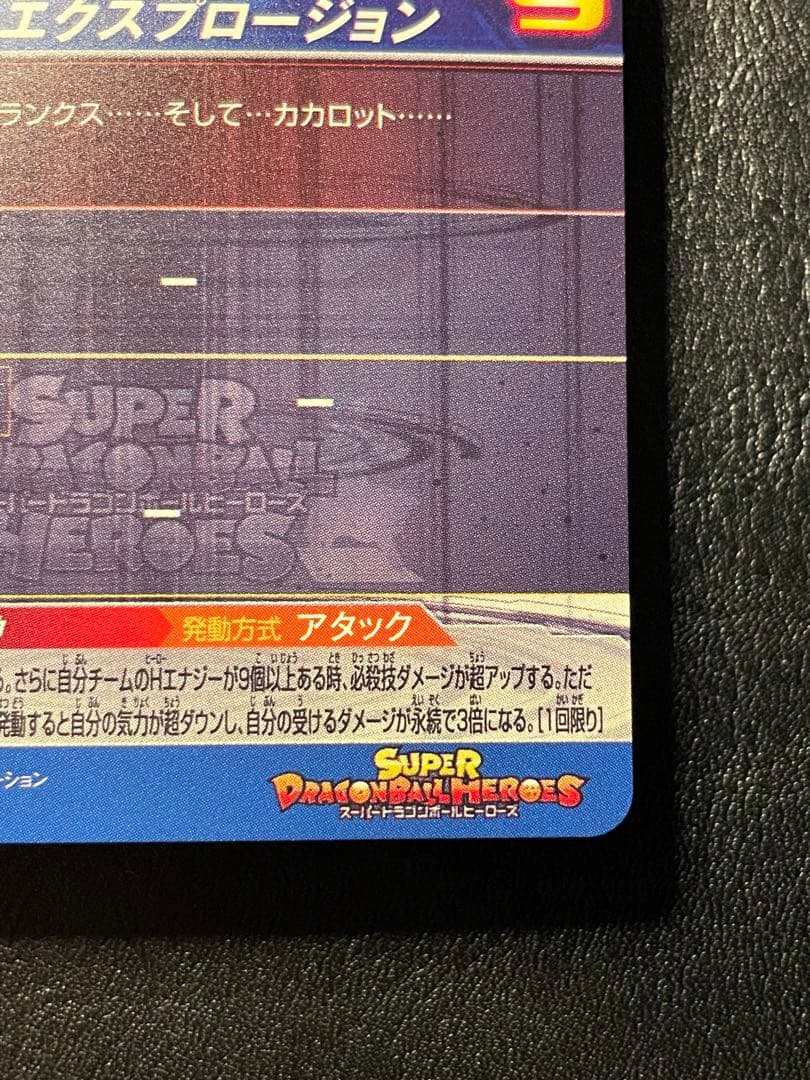 エクスプロージョン
9
ランクス……そして…カカロット……
SUPER
DRAGONBALL
スーパードラゴンボールヒーローズ
HEROES
発動方式 アタック
る。さらに自分チームのHエナジーが9個以上ある時、必殺技ダメージが超アップする。ただ
発動すると自分の気力が超ダウンし、自分の受けるダメージが永続で3倍になる。[1回限り]
ーション
SUPER
DRAGONBALL HEROES
スーパードラゴンボールヒーローズ